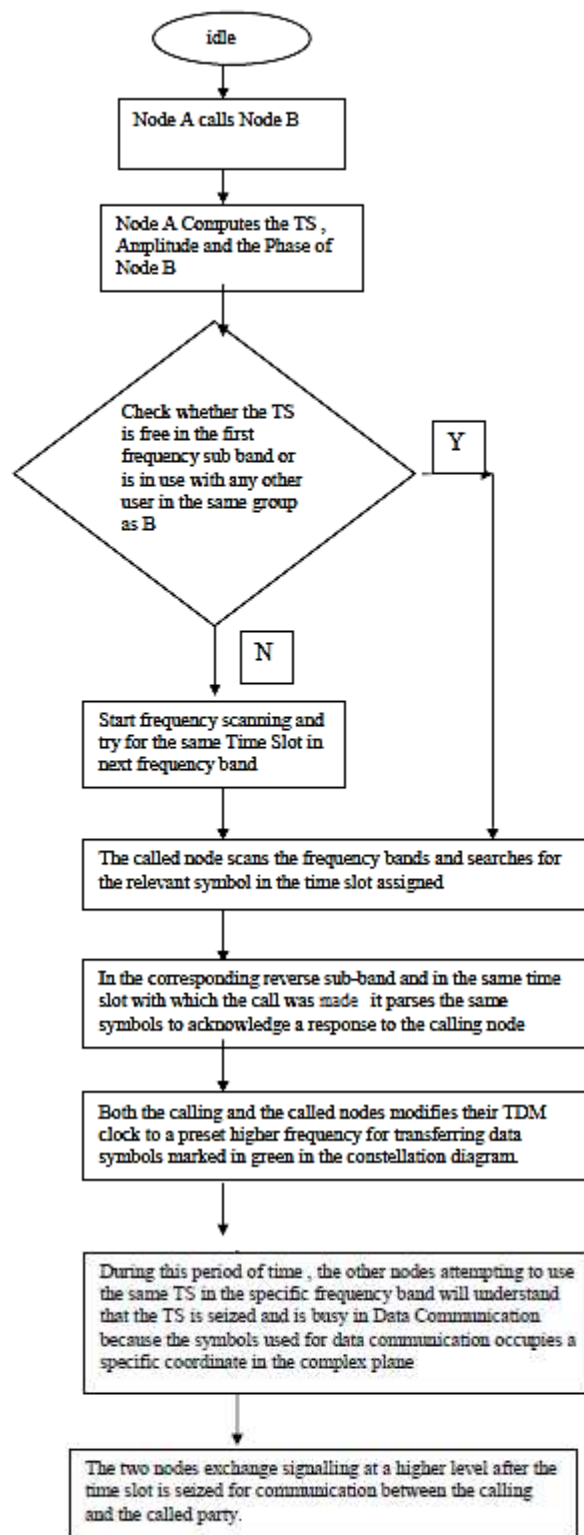 idle
Node A calls Node B
Node A Computes the TS ,
Amplitude and the Phase of
Node B
Check whether the TS
is free in the first
frequency sub band or
is in use with any other
user in the same group
as B
Y
N
Start frequency scanning and
try for the same Time Slot in
next frequency band
The called node scans the frequency bands and searches for
the relevant symbol in the time slot assigned
In the corresponding reverse sub-band and in the same time
slot with which the call was made it parses the same
symbols to acknowledge a response to the calling node
Both the calling and the called nodes modifies their TDM
clock to a preset higher frequency for transferring data
symbols marked in green in the constellation diagram.
During this period of time , the other nodes attempting to use
the same TS in the specific frequency band will understand
that the TS is seized and is busy in Data Communication
because the symbols used for data communication occupies a
specific coordinate in the complex plane
The two nodes exchange signalling at a higher level after the
time slot is seized for communication between the calling
and the called party.